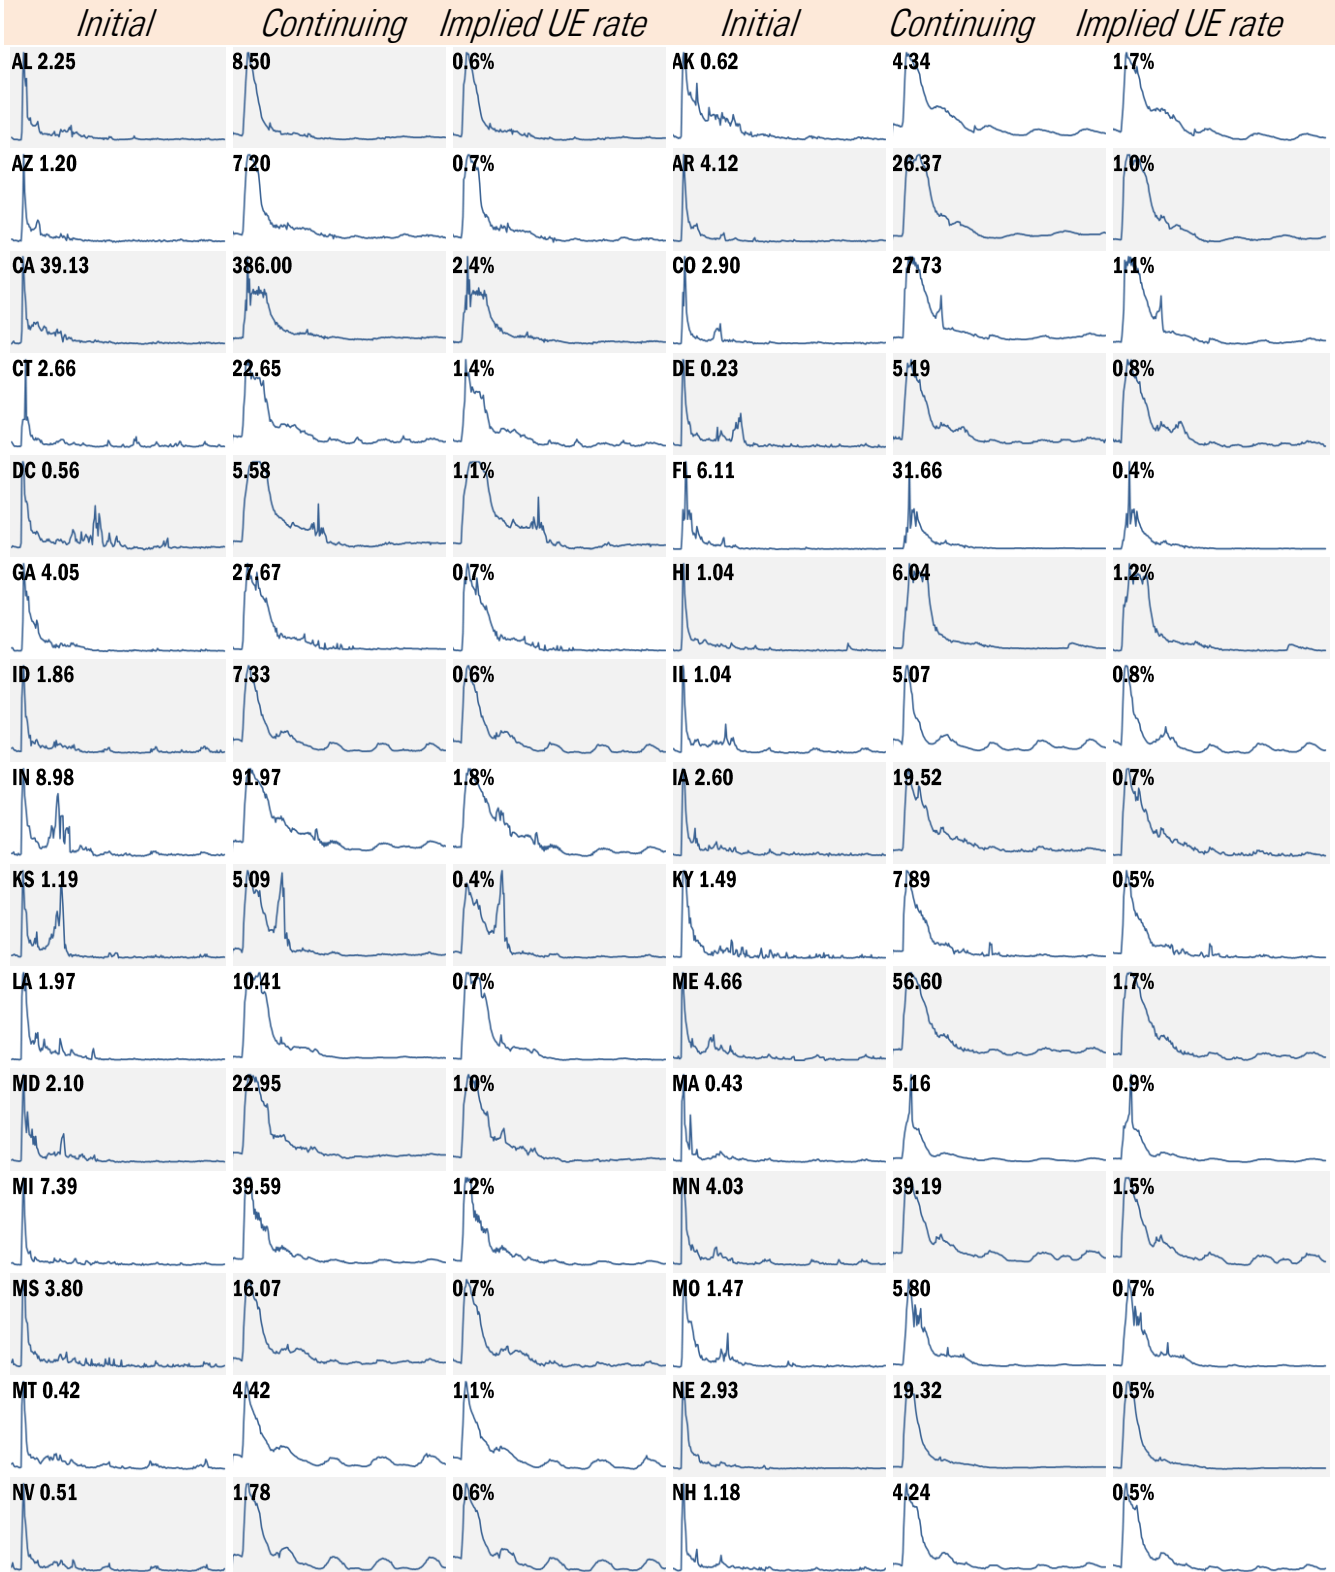 Initial Continuing Implied UE rate Initial Continuing Implied UE rate
AL 2.25 8.50 0.6% AK 0.62 4.34 1.7%
AZ 1.20 7.20 0.7% AR 4.12 26.37 1.0%
CA 39.13 386.00 2.4% CO 2.90 27.73 1.1%
CT 2.66 22.65 1.4% DE 0.23 5.19 0.8%
DC 0.56 5.58 1.1% FL 6.11 31.66 0.4%
GA 4.05 27.67 0.7% HI 1.04 6.04 1.2%
ID 1.86 7.33 0.6% IL 1.04 5.07 0.8%
IN 8.98 91.97 1.8% IA 2.60 19.52 0.7%
KS 1.19 5.09 0.4% KY 1.49 7.89 0.5%
LA 1.97 10.41 0.7% ME 4.66 56.60 1.7%
MD 2.10 22.95 1.0% MA 0.43 5.16 0.9%
MI 7.39 39.59 1.2% MN 4.03 39.19 1.5%
MS 3.80 16.07 0.7% MO 1.47 5.80 0.7%
MT 0.42 4.42 1.1% NE 2.93 19.32 0.5%
NV 0.51 1.78 0.6% NH 1.18 4.24 0.5%